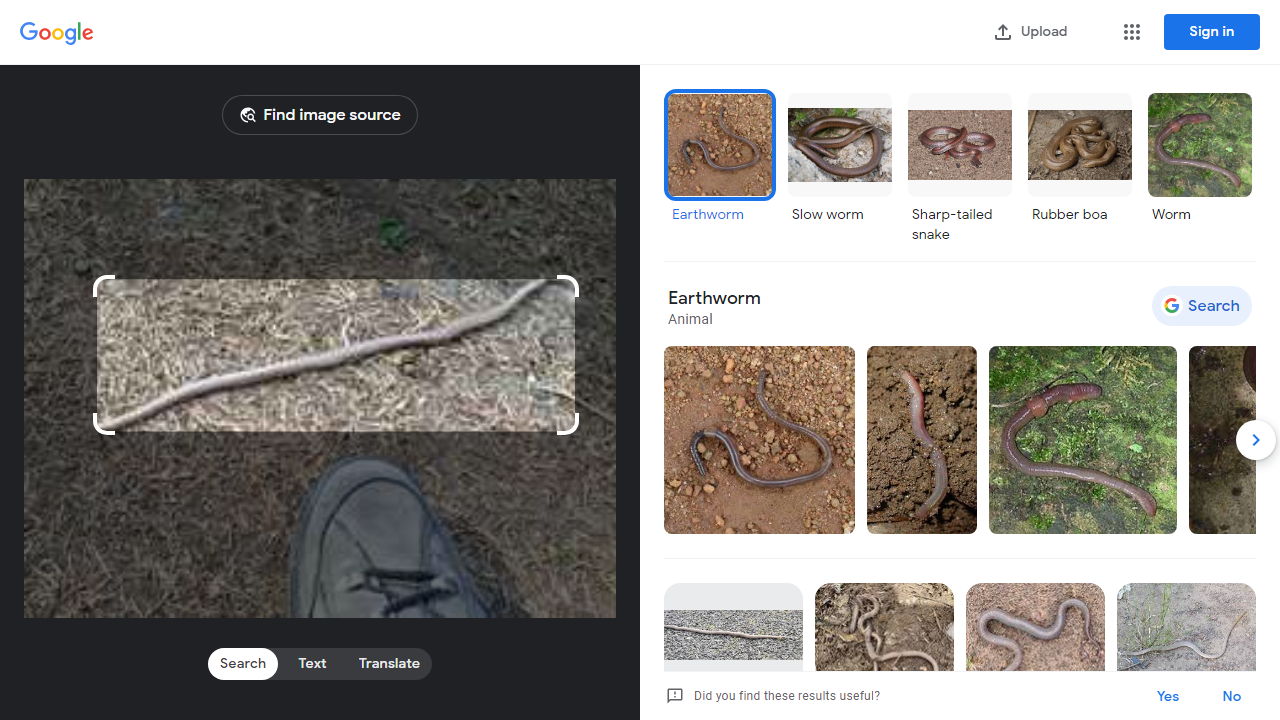 Google
Upload
Sign in
Find image source
Earthworm
Slow worm
Sharp-tailed
snake
Rubber boa
Worm
Earthworm
Animal
Search
Search
Text
Translate
Did you find these results useful?
Yes
No